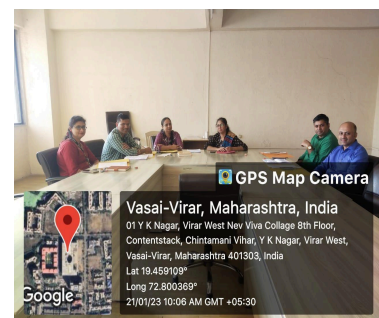 GPS Map Camera
Vasai-Virar, Maharashtra, India
01 Y K Nagar, Virar West Nev Viva Collage 8th Floor,
Contentstack, Chintamani Vihar, Y K Nagar, Virar West,
Vasai-Virar, Maharashtra 401303, India
Lat 19.459109°
Long 72.800369°
21/01/23 10:06 AM GMT +05:30
Google